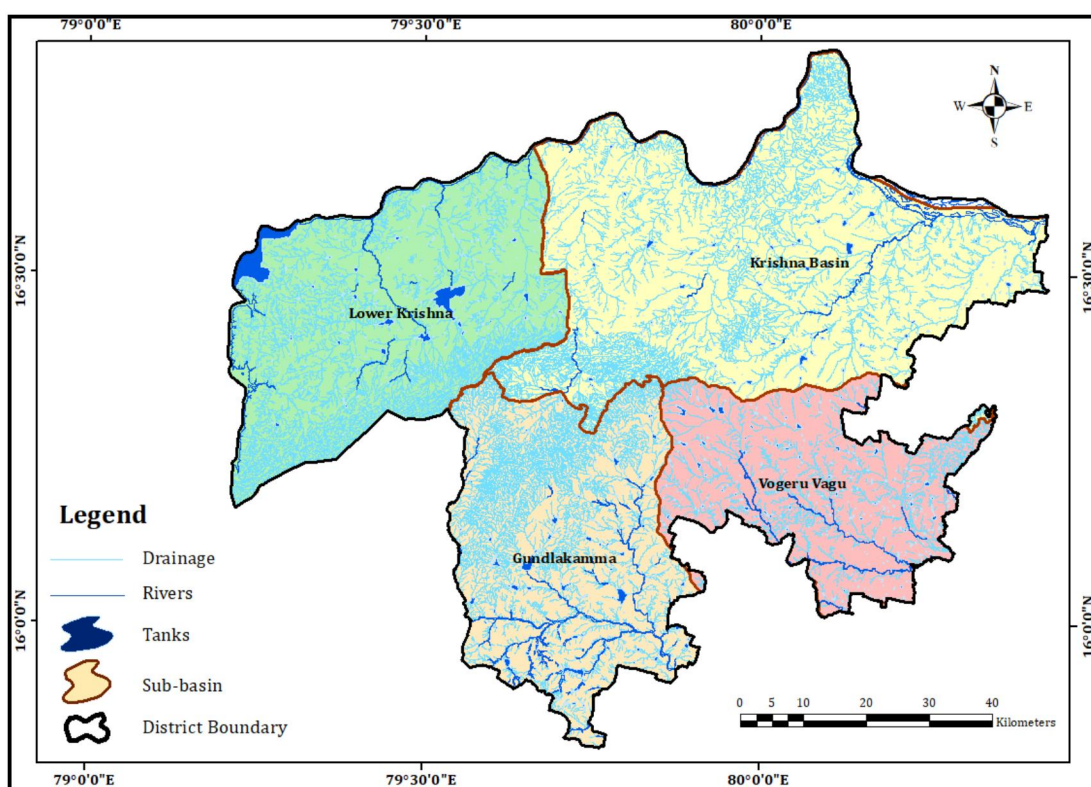 79°0'0"E
79°30'0"E
80°0'0"E
N
W
E
S
16°30'0"N
16°30'0"N
Krishna Basin
Lower Krishna
Vogeru Vagu
Legend
Gundlakamma
Drainage
Rivers
Tanks
Sub-basin
District Boundary
16°0'0"N
16°0'0"N
0 5 10 20 30 40
Kilometers
79°0'0"E
79°30'0"E
80°0'0"E